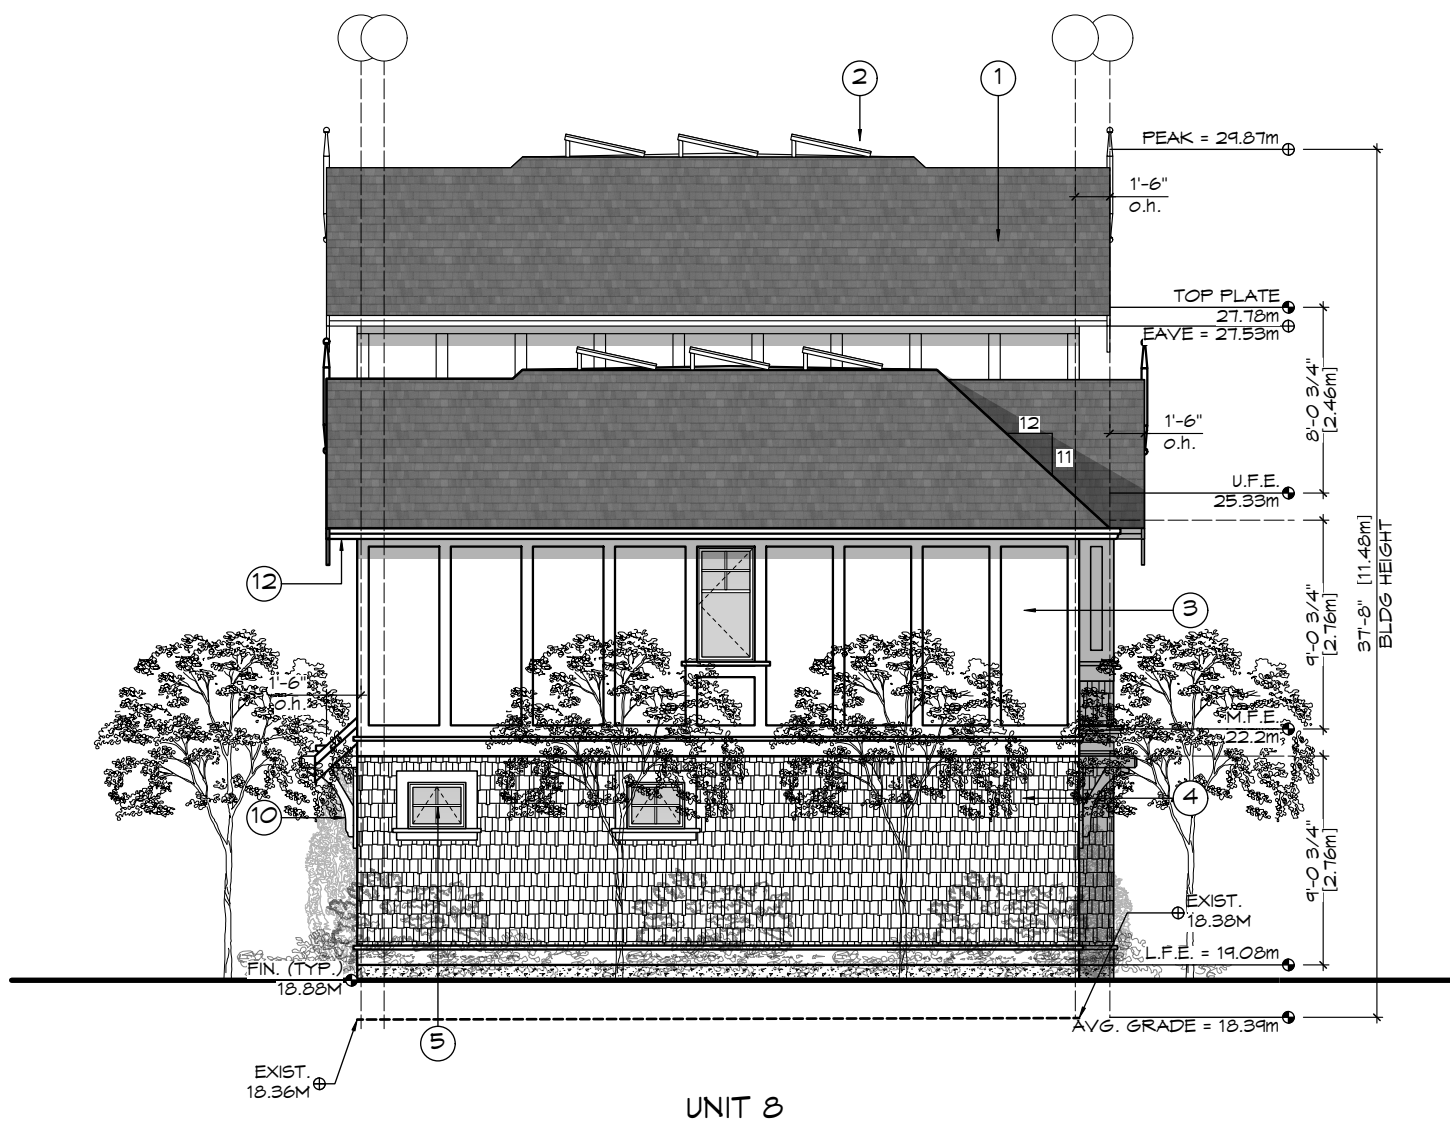 2
1
PEAK = 29.87m
1'-6"
o.h.
TOP PLATE
27.78m
EAVE = 27.53m
8'-0 3/4"
[2.46m]
12
11
1'-6"
o.h.
U.F.E.
25.33m
37'-8" [11.48m]
BLDG HEIGHT
12
3
9'-0 3/4"
[2.76m]
1'-6"
o.h.
M.F.E.
22.2m
10
4
9'-0 3/4"
[2.76m]
EXIST.
18.38M
L.F.E. = 19.08m
FIN. (TYP.)
18.88M
AVG. GRADE = 18.39m
5
EXIST.
18.36M
UNIT 8